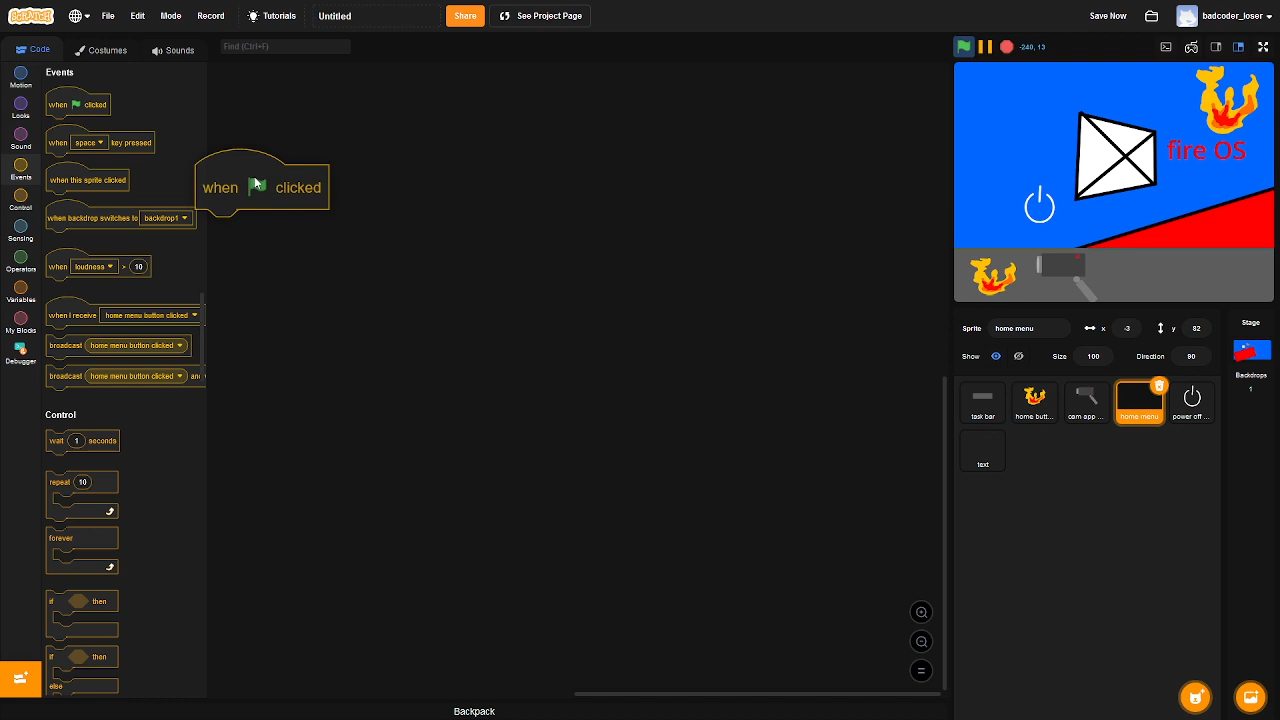 SCRATCH
File
Edit
Mode
Record
Tutorials
Untitled
Share
See Project Page
Save Now
badcoder_loser
Code
Costumes
Sounds
Find (Ctrl+F)
-240, 13
Motion
Looks
Sound
Events
Control
Sensing
Operators
Variables
My Blocks
Debugger
Events
when clicked
when space key pressed
when this sprite clicked
when backdrop switches to backdrop1
when loudness > 10
when I receive home menu button clicked
broadcast home menu button clicked
broadcast home menu button clicked
Control
wait 1 seconds
repeat 10
forever
if then
if then
else
when clicked
fire OS
Sprite home menu x -3 y 82
Show Size 100 Direction 90
task bar
home butt...
cam app ...
home menu
power off ...
text
Stage
Backdrops
1
Backpack